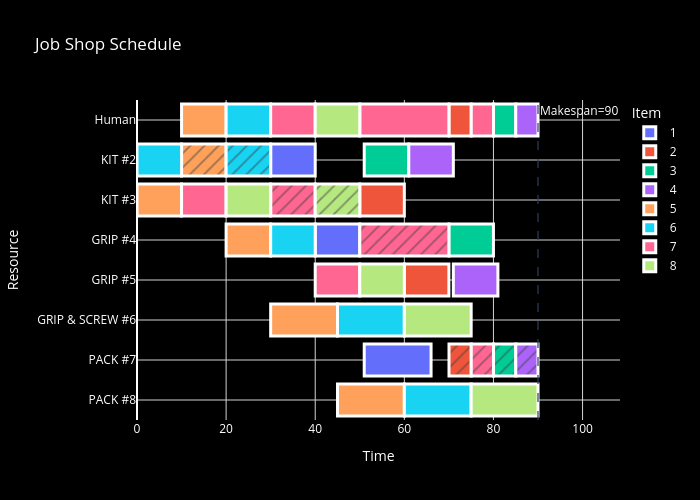 Job Shop Schedule
Makespan=90
Item
1
2
3
4
5
6
7
8
Resource
Human
KIT #2
KIT #3
GRIP #4
GRIP #5
GRIP & SCREW #6
PACK #7
PACK #8
0 20 40 60 80 100
Time